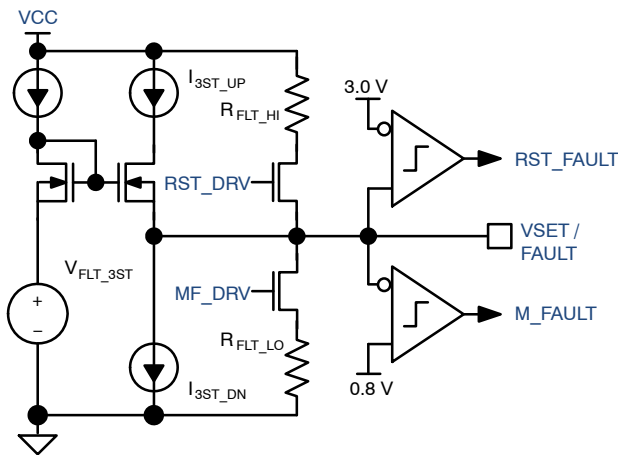 VCC
I3ST_UP
RFLT_HI
3.0 V
RST_FAULT
RST_DRV
VSET /
FAULT
VFLT_3ST
+
–
MF_DRV
M_FAULT
RFLT_LO
I3ST_DN
0.8 V